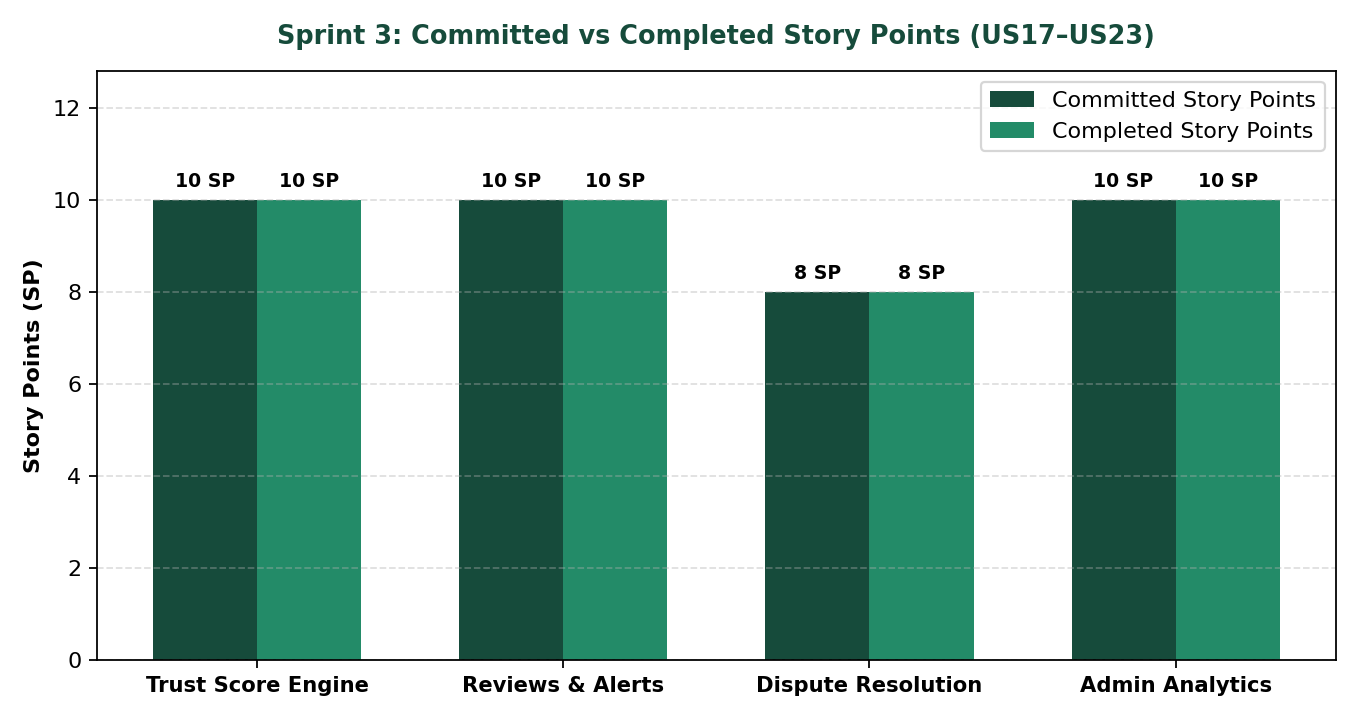 Sprint 3: Committed vs Completed Story Points (US17–US23)
Committed Story Points
Completed Story Points
Story Points (SP)
12
10
8
6
4
2
0
10 SP 10 SP 10 SP 10 SP 8 SP 8 SP 10 SP 10 SP
Trust Score Engine Reviews & Alerts Dispute Resolution Admin Analytics